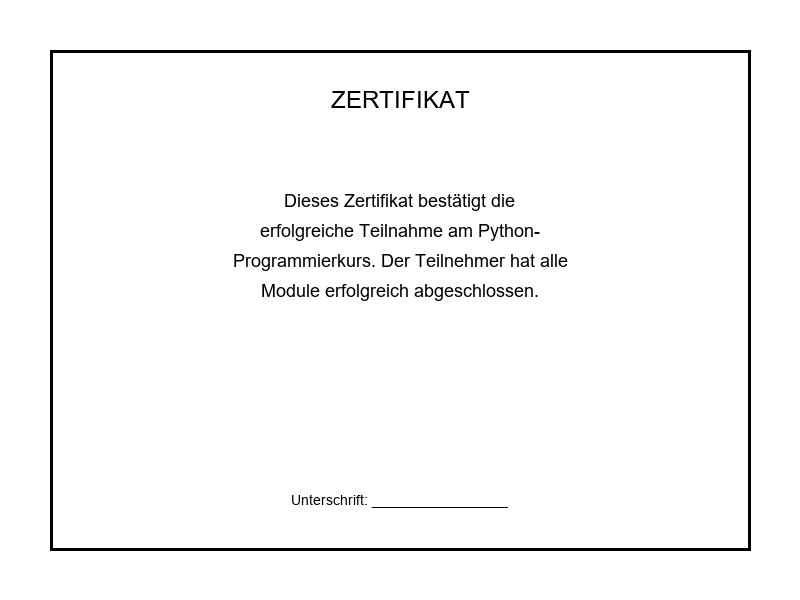 ZERTIFIKAT
Dieses Zertifikat bestätigt die
erfolgreiche Teilnahme am Python-
Programmierkurs. Der Teilnehmer hat alle
Module erfolgreich abgeschlossen.
Unterschrift: _________________